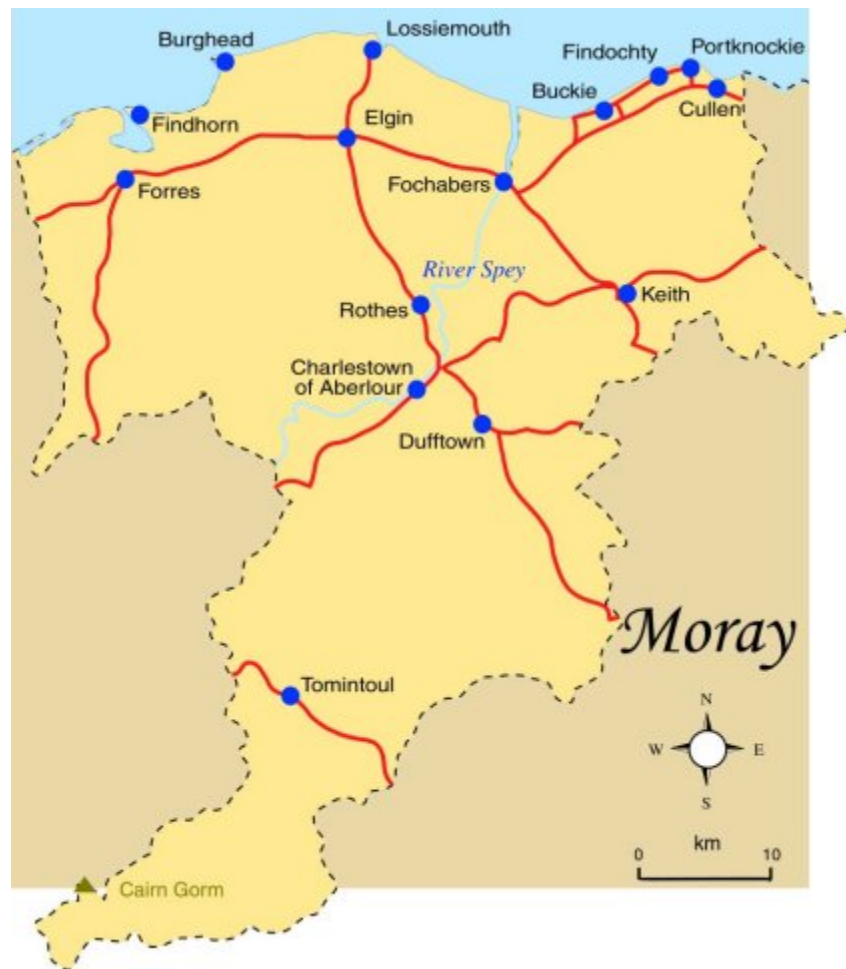 Lossiemouth
Burghead
Portknockie
Findochty
Buckie
Cullen
Findhorn
Elgin
Forres
Fochabers
River Spey
Rothes
Keith
Charlestown
of Aberlour
Dufftown
Moray
Tomintoul
N
W
E
S
km
0
10
Cairn Gorm